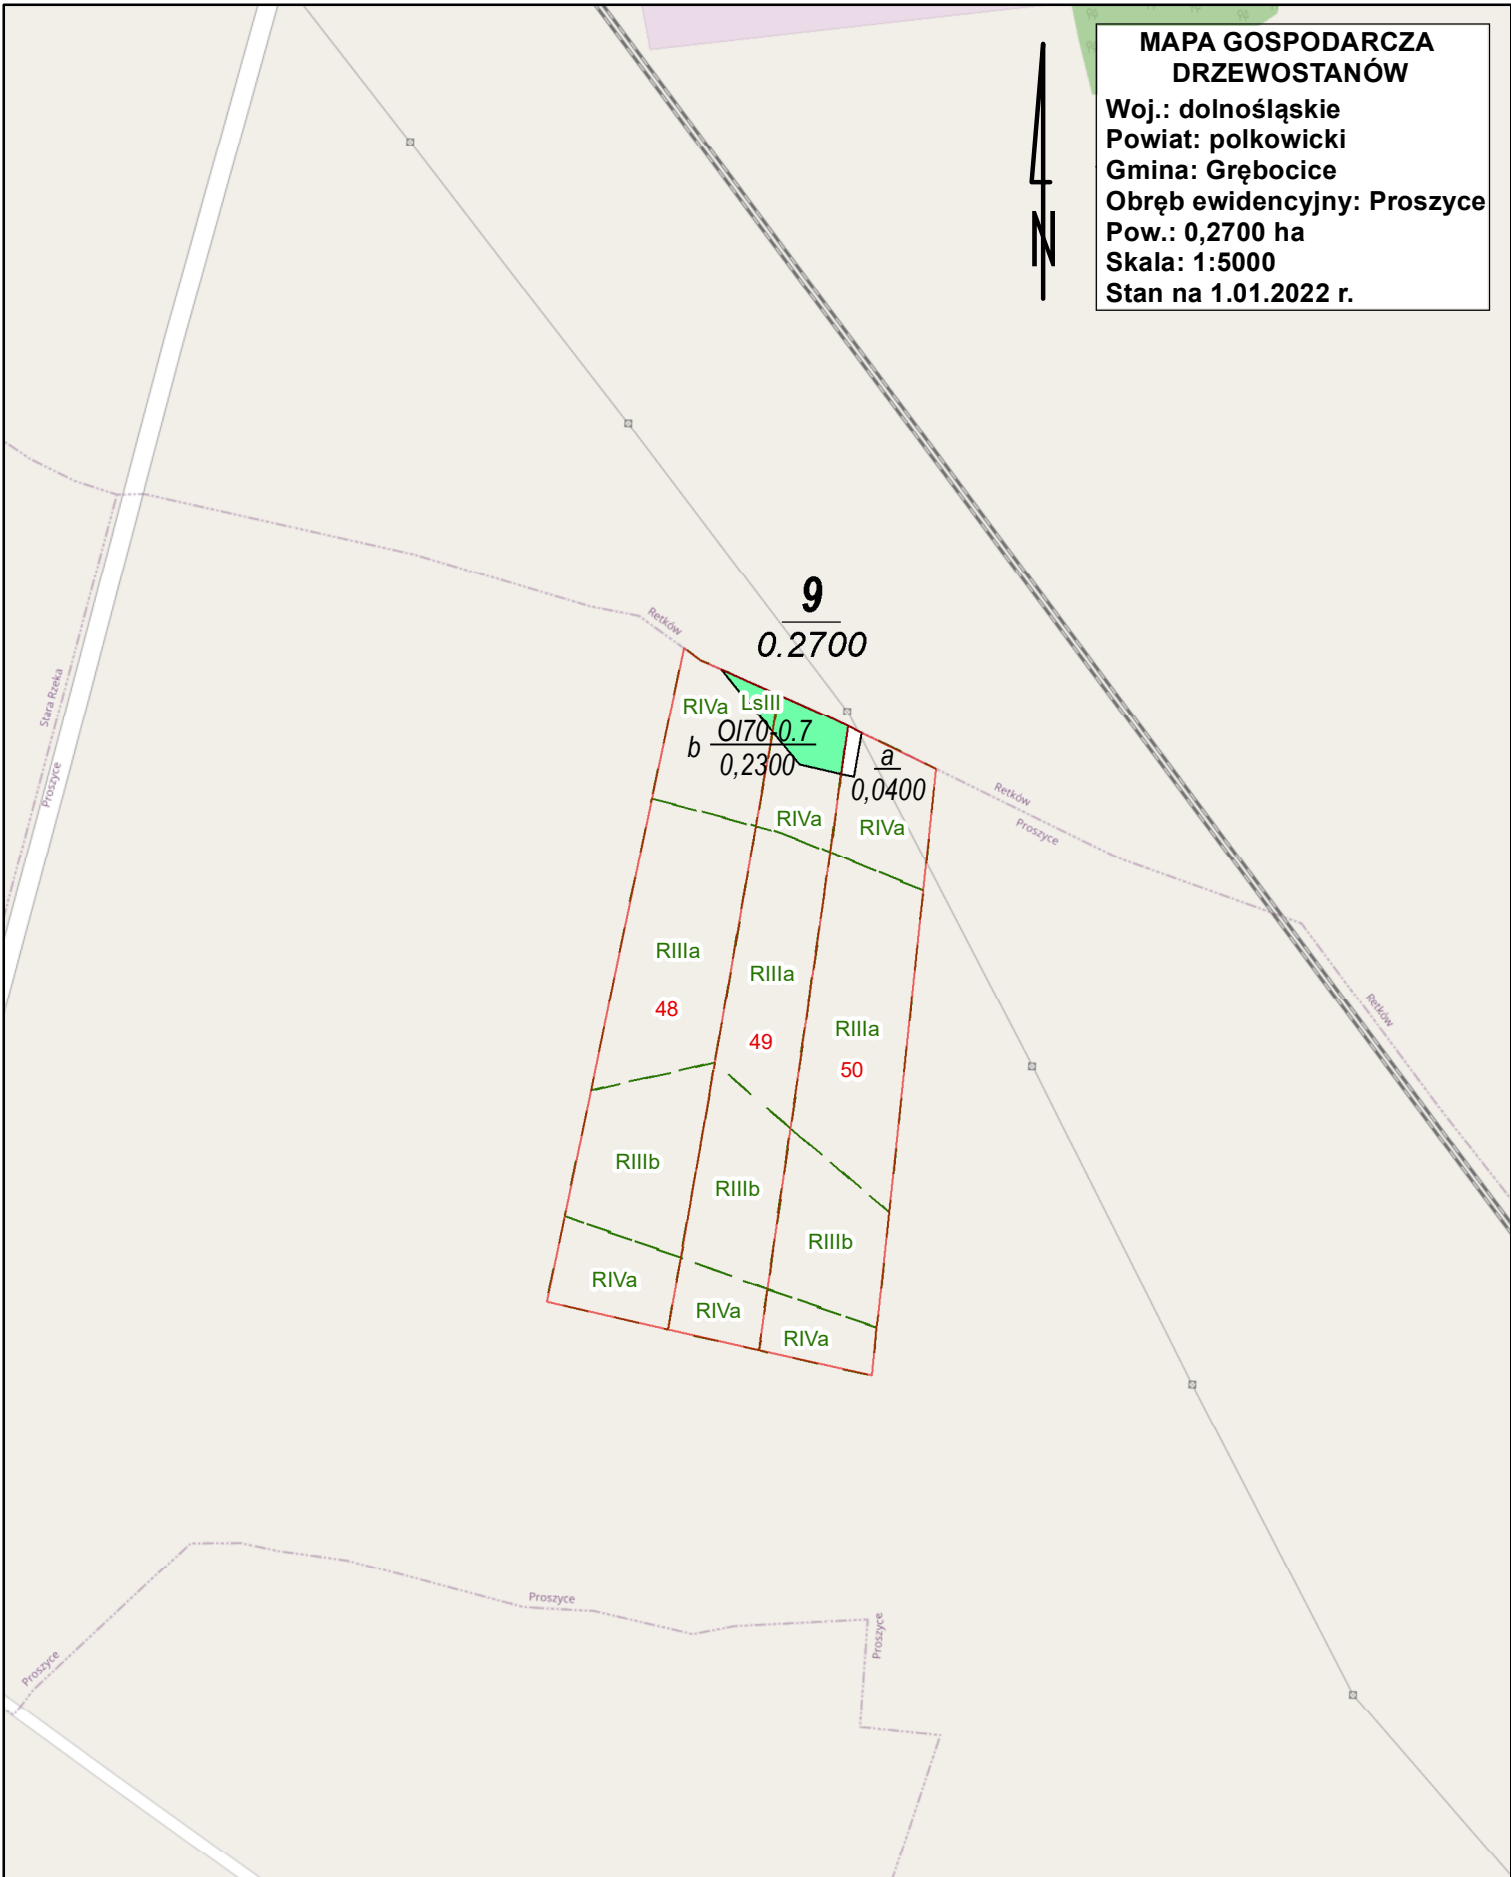 MAPA GOSPODARCZA
DRZEWOSTANÓW
Woj.: dolnośląskie
Powiat: polkowicki
Gmina: Grębocice
Obręb ewidencyjny: Proszyce
Pow.: 0,2700 ha
Skala: 1:5000
Stan na 1.01.2022 r.
N
9
0.2700
Retków
Stara Rzeka
Proszyce
RIVa
LsIII
b
Ol70-0.7
0,2300
a
0,0400
RIVa
RIVa
Retków
Proszyce
RIIIa
48
RIIIa
49
RIIIa
50
Retków
RIIIb
RIIIb
RIIIb
RIVa
RIVa
RIVa
Proszyce
Proszyce
Proszyce